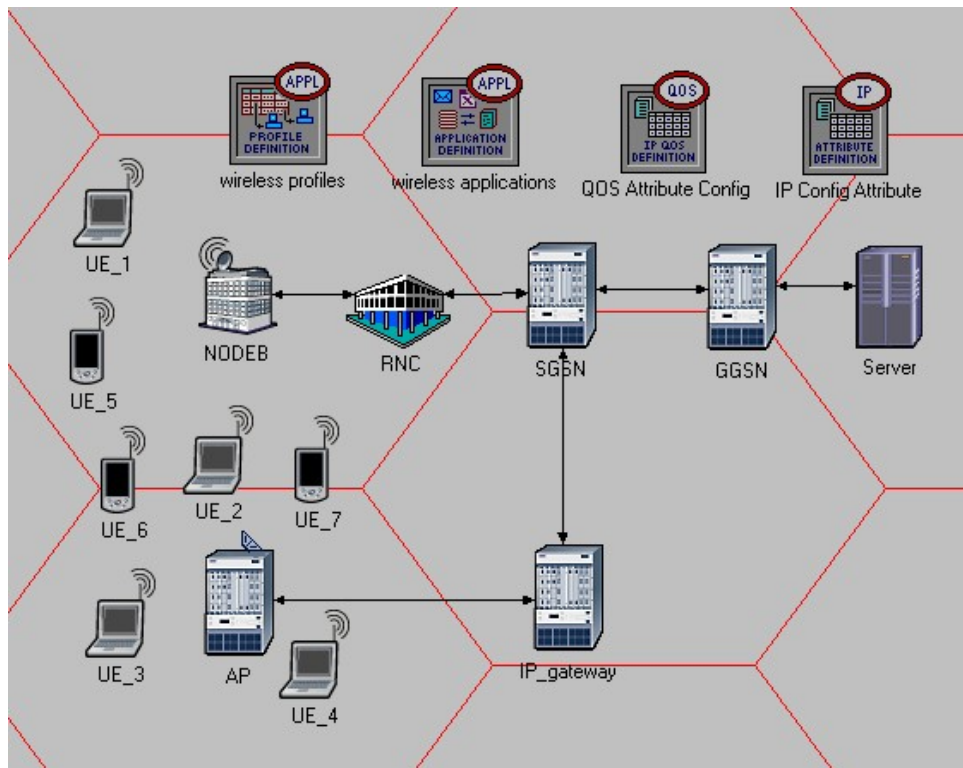 APPL
PROFILE
DEFINITION
wireless profiles
APPL
APPLICATION
DEFINITION
wireless applications
QOS
IP QOS
DEFINITION
QOS Attribute Config
IP
ATTRIBUTE
DEFINITION
IP Config Attribute
UE_1
NODEB
RNC
SGSN
GGSN
Server
UE_5
UE_6
UE_2
UE_7
UE_3
AP
UE_4
IP_gateway